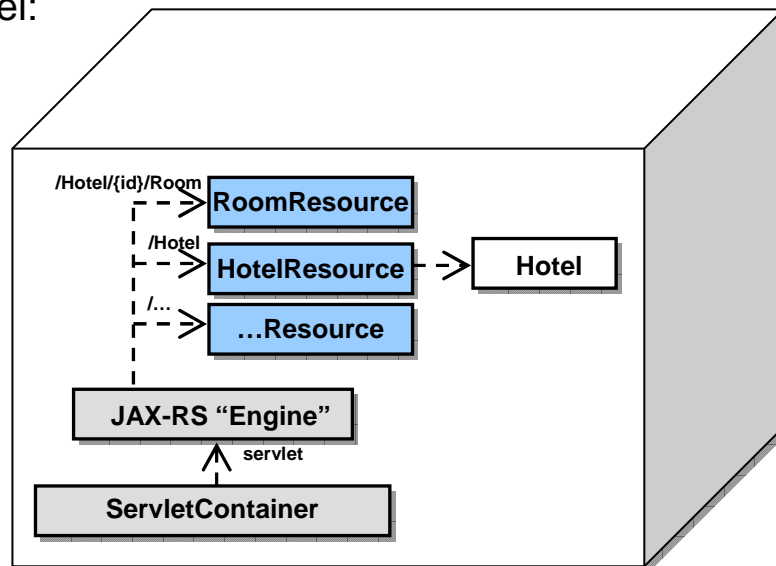 el:
/Hotel/{id}/Room
RoomResource
/Hotel
HotelResource
Hotel
/…
…Resource
JAX-RS “Engine”
servlet
ServletContainer